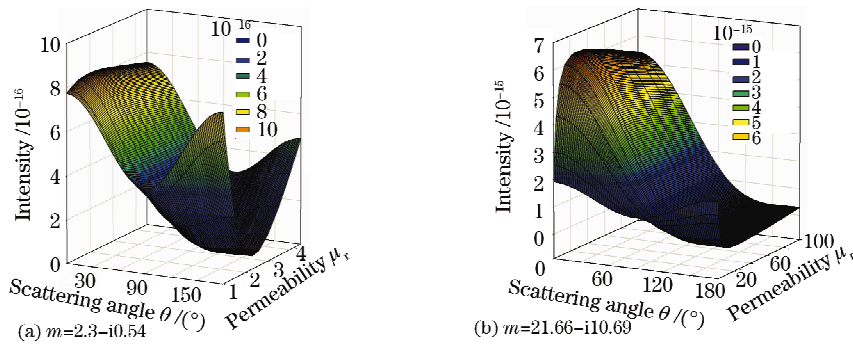 10
8
6
4
2
0
Intensity /10⁻¹⁶
30 90 150
Scattering angle θ /(°)
1 2 3 4
Permeability μr
10⁻¹⁶
0
2
4
6
8
10
(a) m=2.3−i0.54
7
6
5
4
3
2
1
0
0
Intensity /10⁻¹⁵
60 120 180
Scattering angle θ /(°)
20 60 100
Permeability μr
10⁻¹⁵
0
1
2
3
4
5
6
(b) m=21.66−i10.69